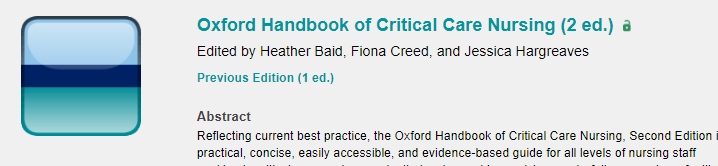 Oxford Handbook of Critical Care Nursing (2 ed.)
Edited by Heather Baid, Fiona Creed, and Jessica Hargreaves
Previous Edition (1 ed.)
Abstract
Reflecting current best practice, the Oxford Handbook of Critical Care Nursing, Second Edition i
practical, concise, easily accessible, and evidence-based guide for all levels of nursing staff